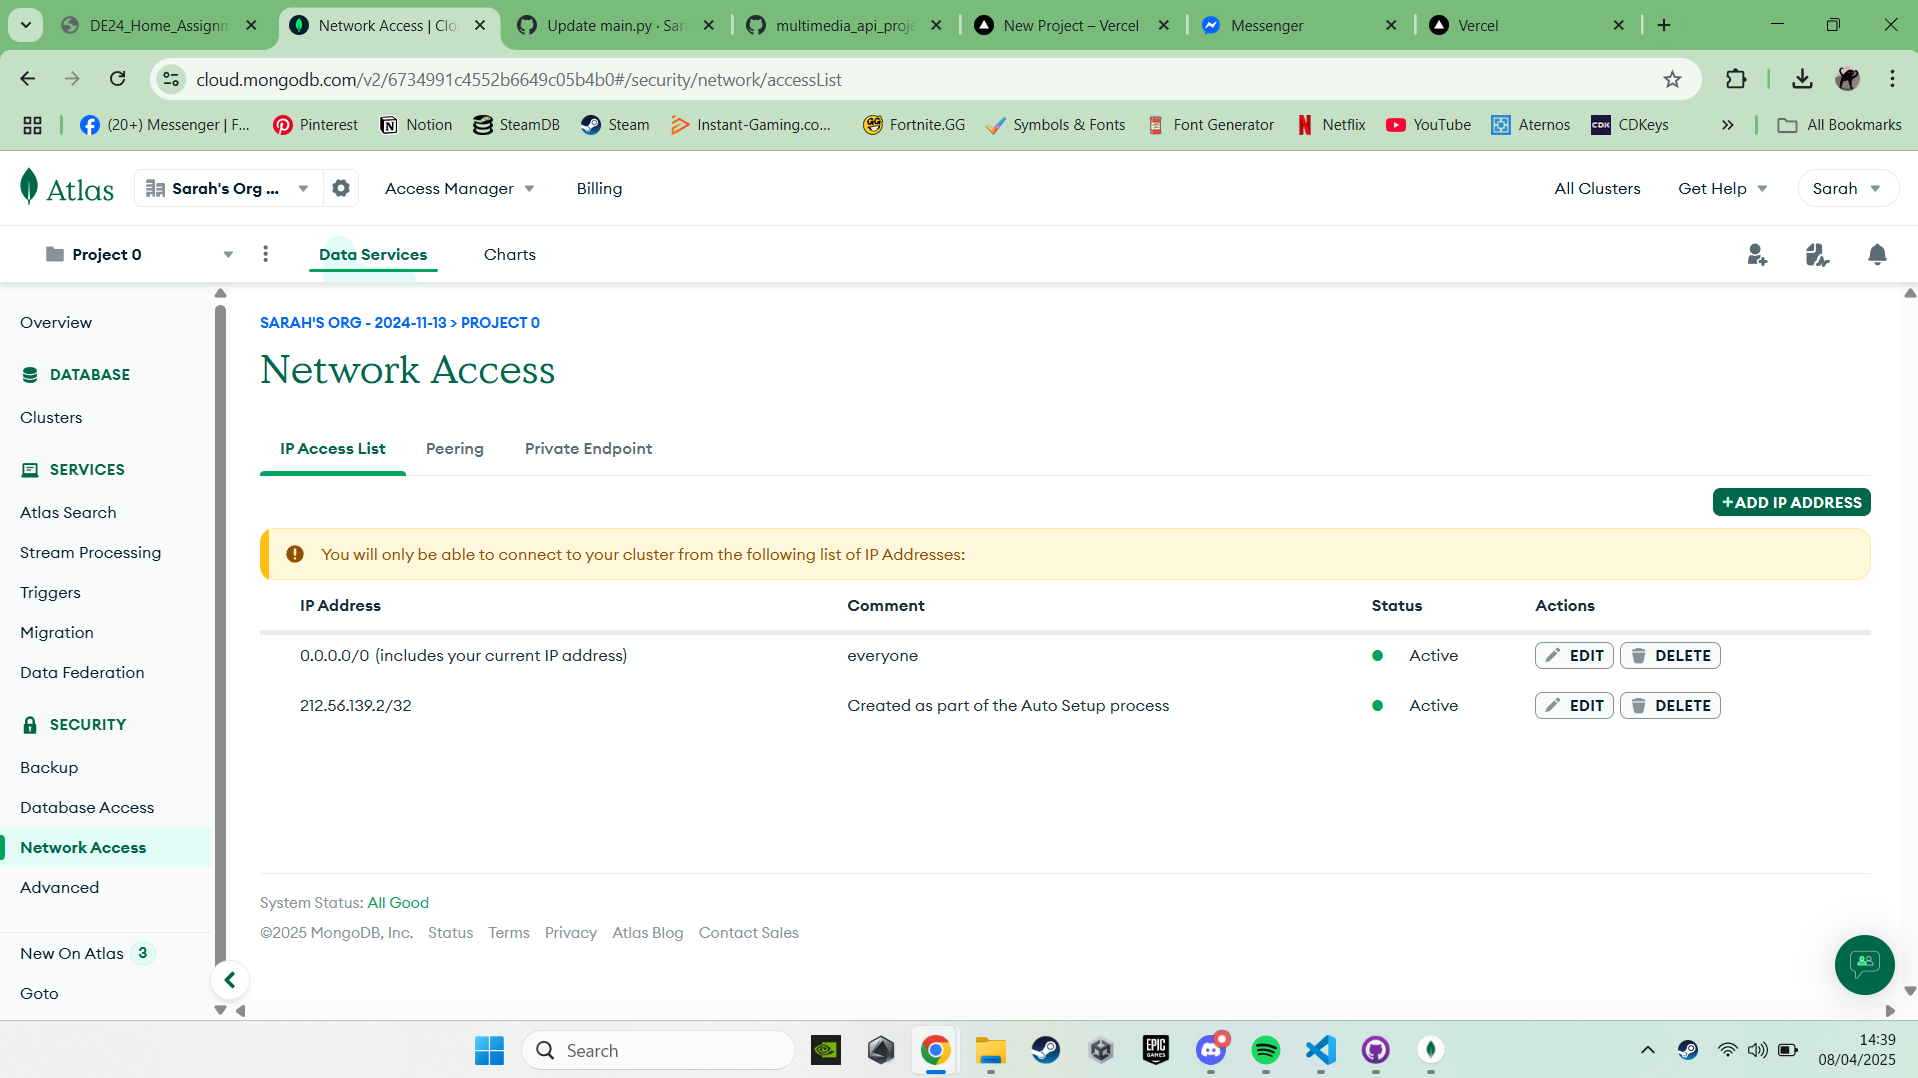 DE24_Home_Assignm
Network Access | Clo
Update main.py · Sar
multimedia_api_proje
New Project – Vercel
Messenger
Vercel
cloud.mongodb.com/v2/6734991c4552b6649c05b4b0#/security/network/accessList
(20+) Messenger | F...
Pinterest
Notion
SteamDB
Steam
Instant-Gaming.co...
Fortnite.GG
Symbols & Fonts
Font Generator
Netflix
YouTube
Aternos
CDKeys
All Bookmarks
Atlas
Sarah's Org ...
Access Manager
Billing
All Clusters
Get Help
Sarah
Project 0
Data Services
Charts
Overview
DATABASE
Clusters
SERVICES
Atlas Search
Stream Processing
Triggers
Migration
Data Federation
SECURITY
Backup
Database Access
Network Access
Advanced
New On Atlas 3
Goto
SARAH'S ORG - 2024-11-13 > PROJECT 0
Network Access
IP Access List
Peering
Private Endpoint
+ADD IP ADDRESS
You will only be able to connect to your cluster from the following list of IP Addresses:
IP Address Comment Status Actions
0.0.0.0/0 (includes your current IP address) everyone Active EDIT DELETE
212.56.139.2/32 Created as part of the Auto Setup process Active EDIT DELETE
System Status: All Good
©2025 MongoDB, Inc. Status Terms Privacy Atlas Blog Contact Sales
Search
EPIC
GAMES
14:39
08/04/2025